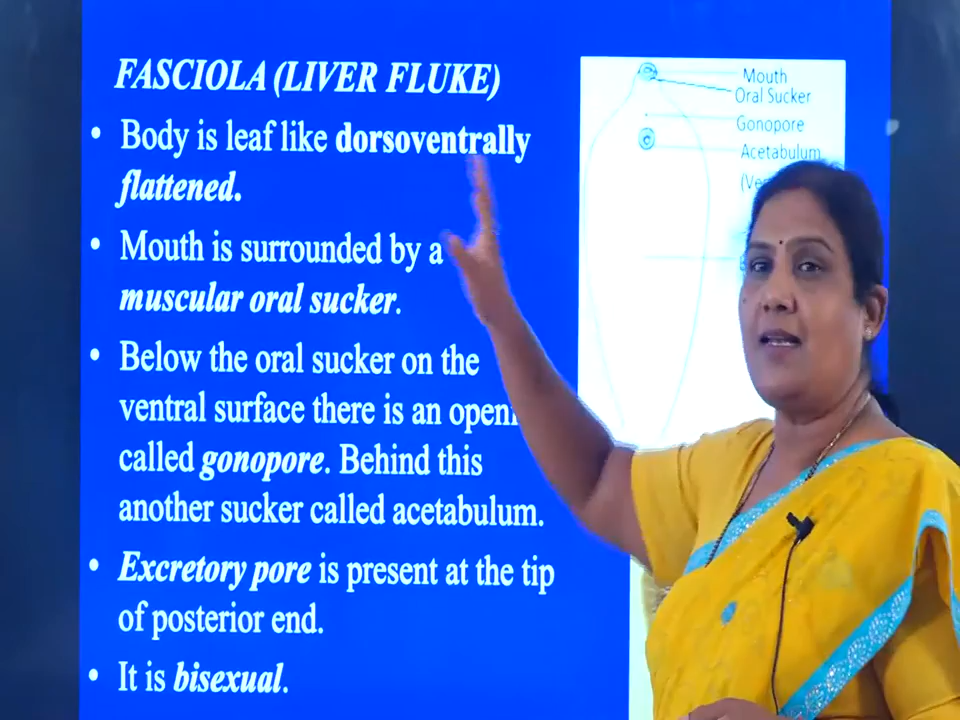 FASCIOLA (LIVER FLUKE)
• Body is leaf like dorsoventrally
flattened.
• Mouth is surrounded by a
muscular oral sucker.
• Below the oral sucker on the
ventral surface there is an
called gonopore. Behind this
another sucker called acetabulum.
• Excretory pore is present at the tip
of posterior end.
• It is bisexual.
Mouth
Oral Sucker
Gonopore
Acetabulum